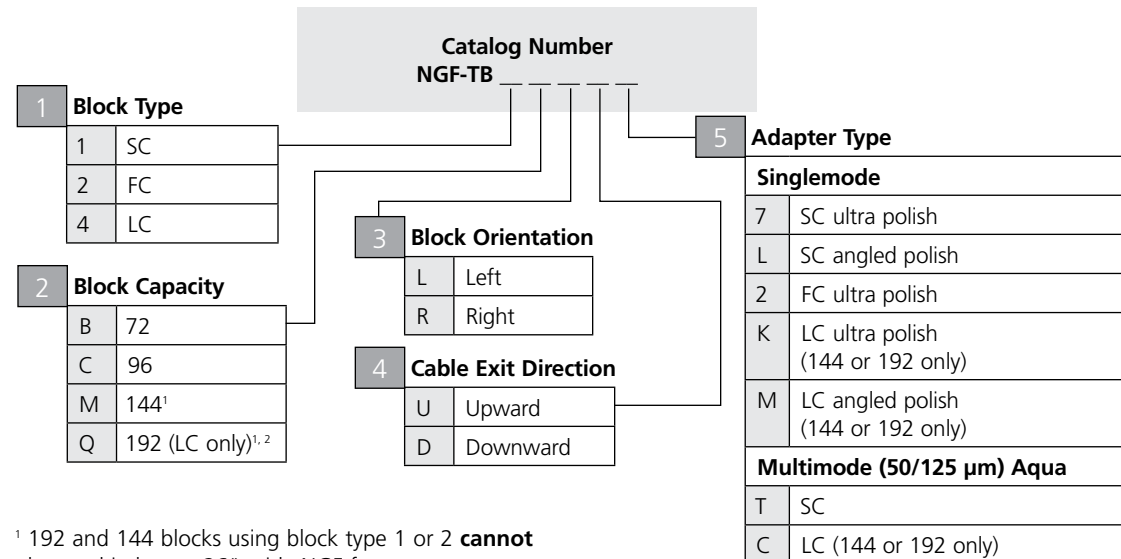 Catalog Number
NGF-TB __ __ __ __ __
1 Block Type
1 SC
2 FC
4 LC
2 Block Capacity
B 72
C 96
M 144¹
Q 192 (LC only)¹˒ ²
3 Block Orientation
L Left
R Right
4 Cable Exit Direction
U Upward
D Downward
5 Adapter Type
Singlemode
7 SC ultra polish
L SC angled polish
2 FC ultra polish
K LC ultra polish
(144 or 192 only)
M LC angled polish
(144 or 192 only)
Multimode (50/125 µm) Aqua
T SC
C LC (144 or 192 only)
¹ 192 and 144 blocks using block type 1 or 2 cannot